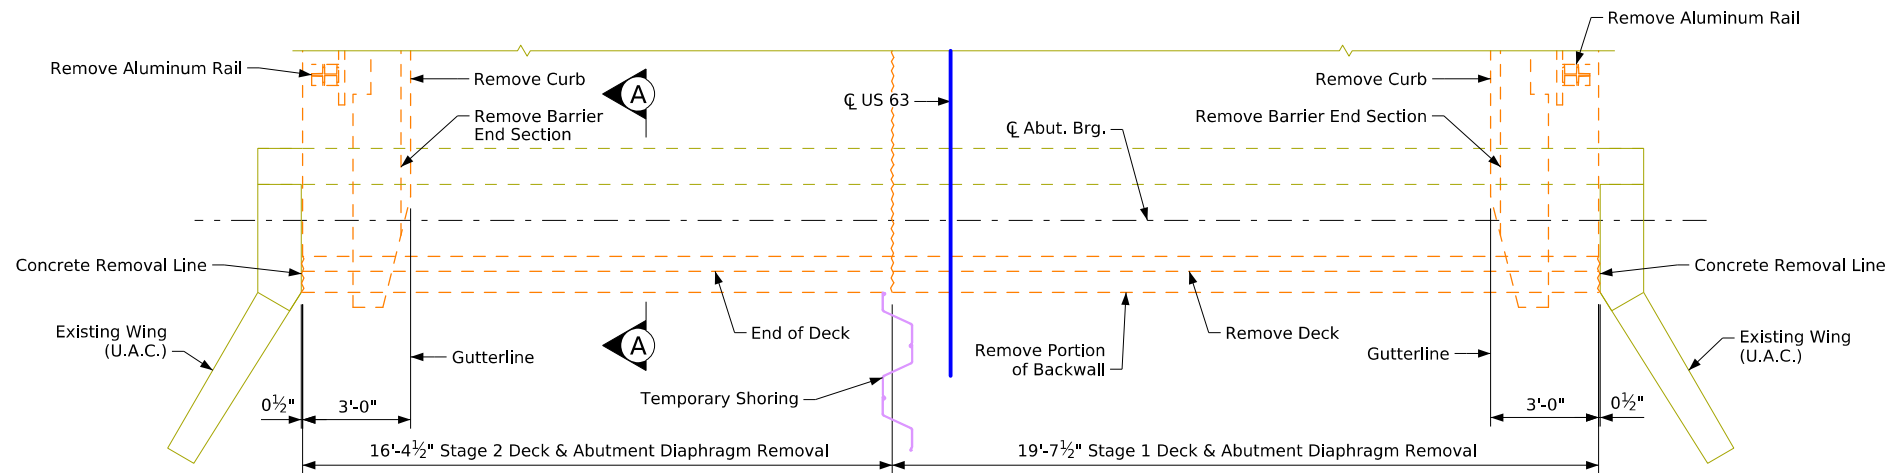 Remove Aluminum Rail
Remove Aluminum Rail
Remove Curb
Remove Curb
℄ US 63
A
Remove Barrier
End Section
℄ Abut. Brg.
Remove Barrier End Section
Concrete Removal Line
Concrete Removal Line
Existing Wing
(U.A.C.)
End of Deck
Remove Deck
Existing Wing
(U.A.C.)
A
Gutterline
Remove Portion
of Backwall
Gutterline
Temporary Shoring
0½"
3'-0"
3'-0"
0½"
16'-4½" Stage 2 Deck & Abutment Diaphragm Removal
19'-7½" Stage 1 Deck & Abutment Diaphragm Removal